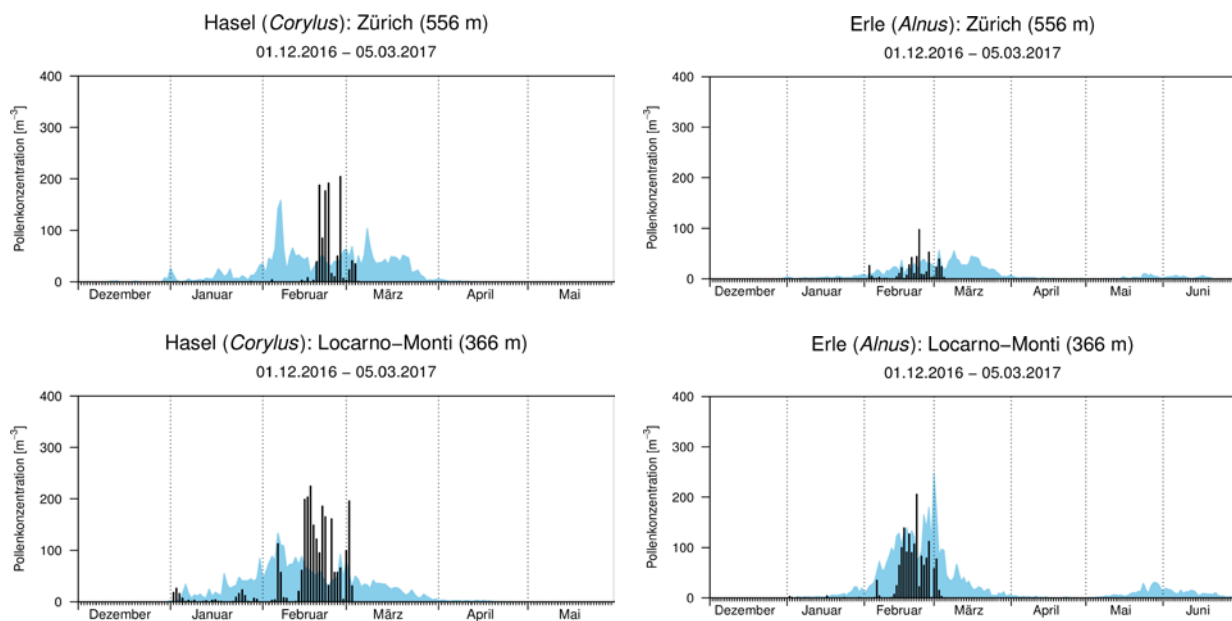 Hasel (Corylus): Zürich (556 m)
01.12.2016 – 05.03.2017
Pollenkonzentration [m⁻³]
400
300
200
100
0
Dezember Januar Februar März April Mai
Erle (Alnus): Zürich (556 m)
01.12.2016 – 05.03.2017
Pollenkonzentration [m⁻³]
400
300
200
100
0
Dezember Januar Februar März April Mai Juni
Hasel (Corylus): Locarno–Monti (366 m)
01.12.2016 – 05.03.2017
Pollenkonzentration [m⁻³]
400
300
200
100
0
Dezember Januar Februar März April Mai
Erle (Alnus): Locarno–Monti (366 m)
01.12.2016 – 05.03.2017
Pollenkonzentration [m⁻³]
400
300
200
100
0
Dezember Januar Februar März April Mai Juni